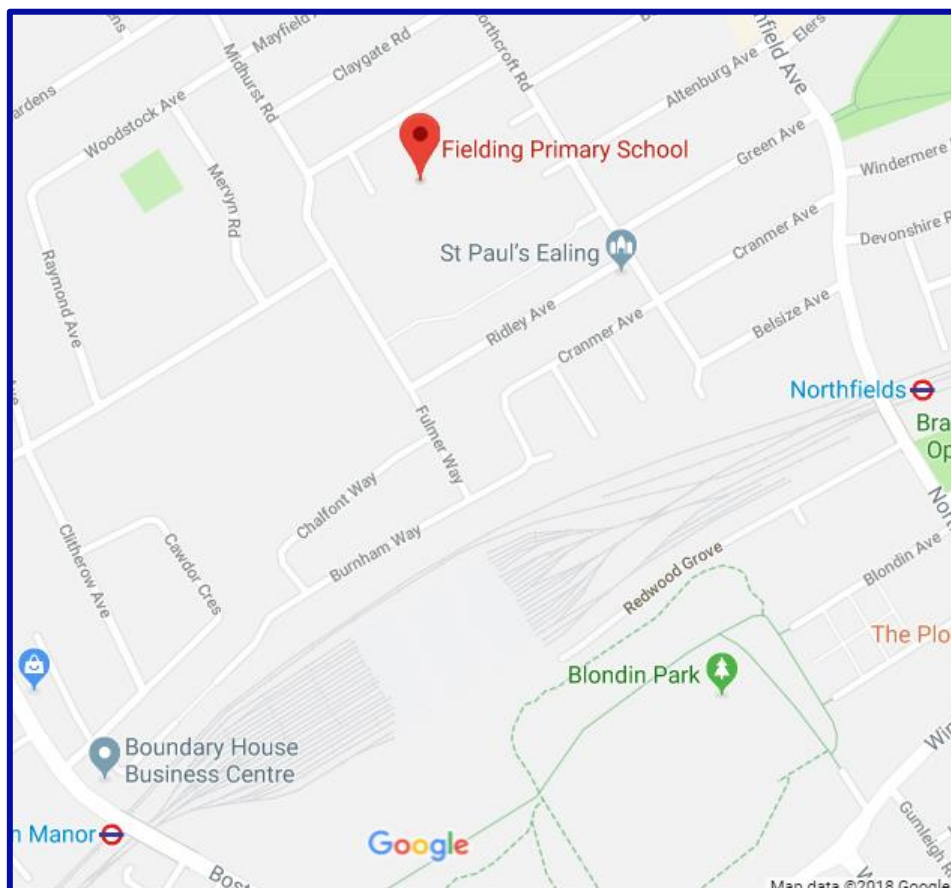 Mayfield
Midhurst Rd
Claygate Rd
orthcroft Rd
nfield Ave
Elers
ardens
Woodstock Ave
Altenburg Ave
Fielding Primary School
Green Ave
Windermere
Mervyn Rd
Cranmer Ave
Devonshire R
St Paul's Ealing
Raymond Ave
Ridley Ave
Cranmer Ave
Belsize Ave
Northfields
Bra
Op
Fulmer Way
Nor
Chalfont Way
Clitherow Ave
Cawdor Cres
Burnham Way
Redwood Grove
Blondin Ave
The Plo
Blondin Park
Boundary House
Business Centre
Win
Gumleigh R
n Manor
Google
Bost
Map data ©2018 Google